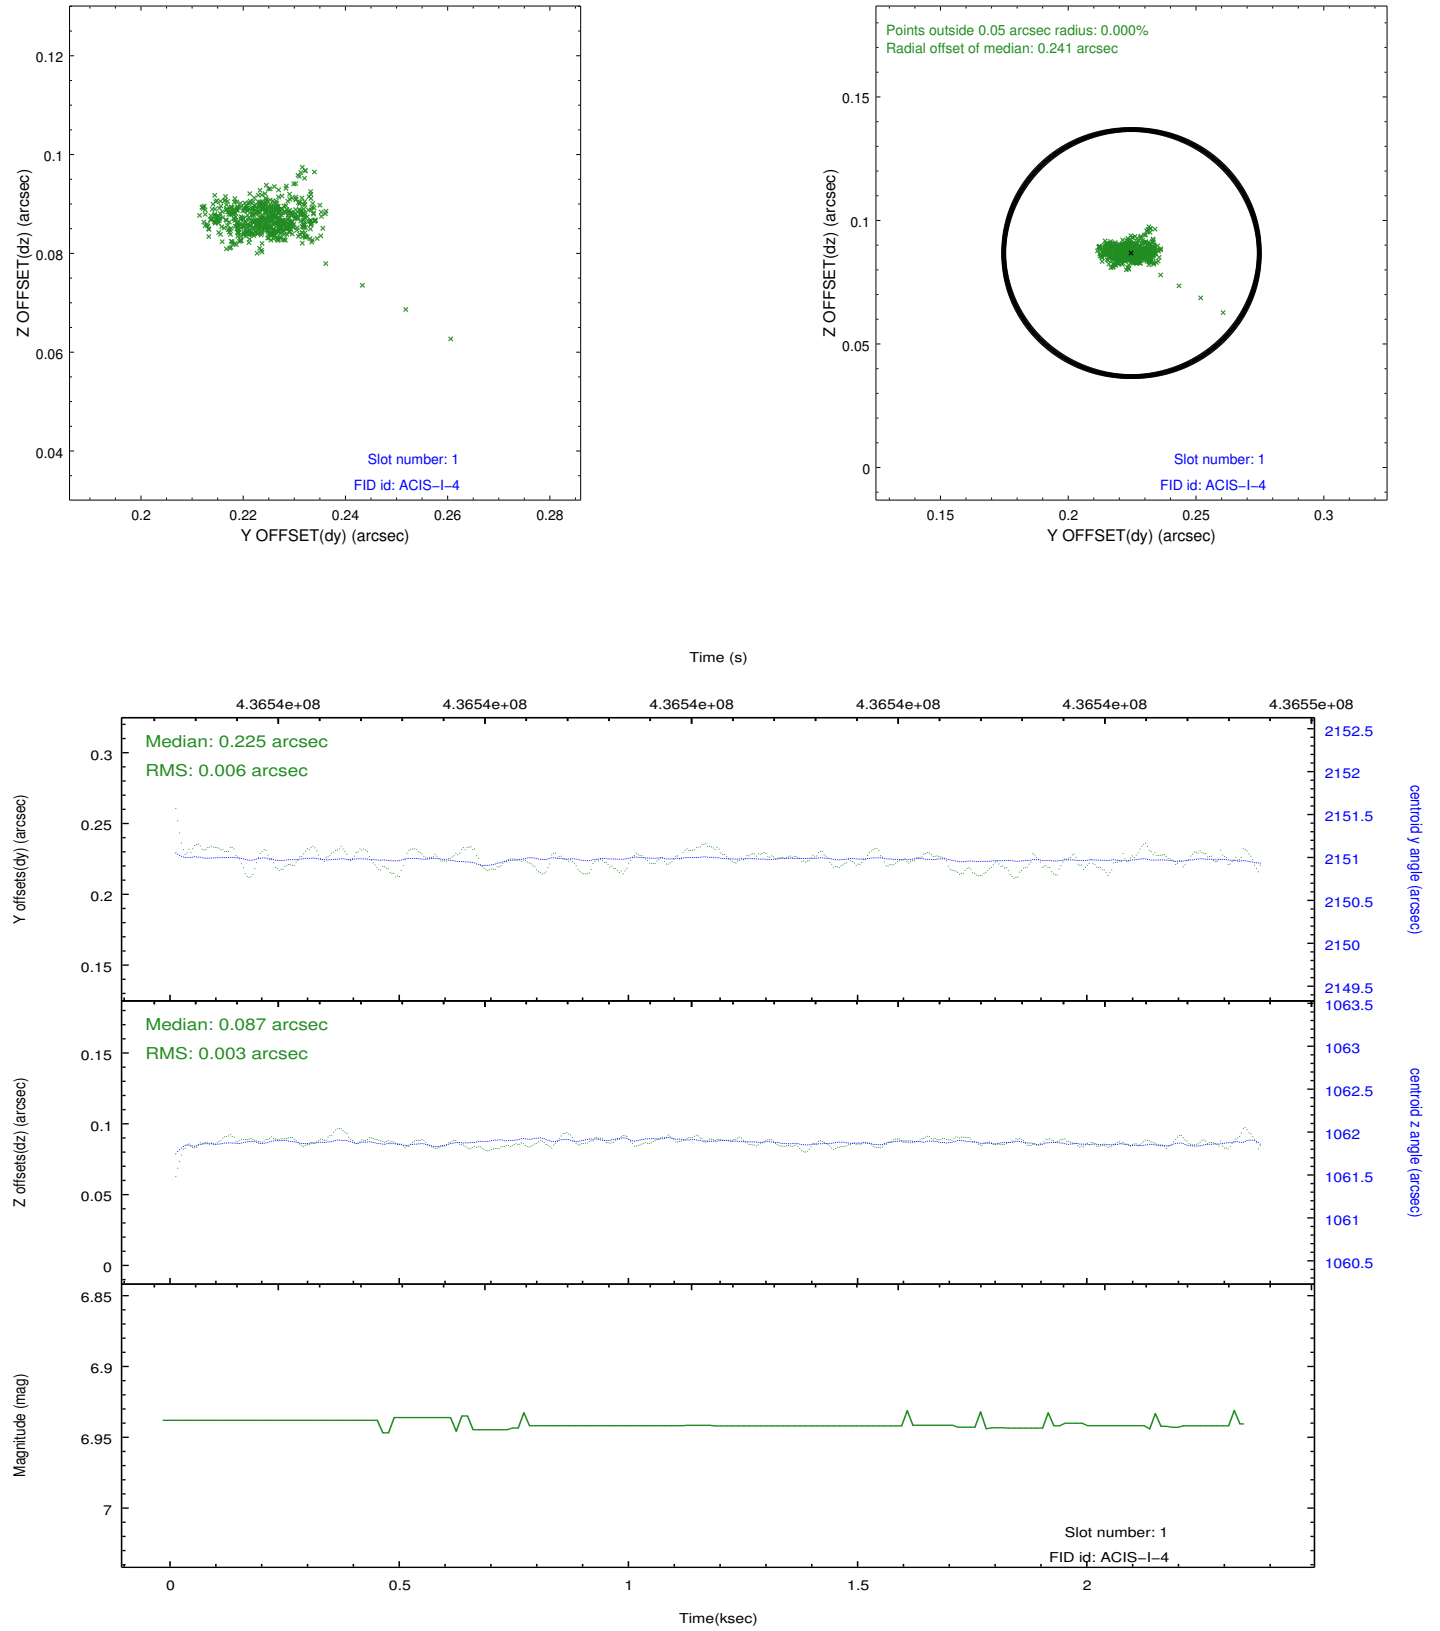 0.12
0.1
0.08
0.06
0.04
Z OFFSET(dz) (arcsec)
Slot number: 1
FID id: ACIS−I−4
0.2 0.22 0.24 0.26 0.28
Y OFFSET(dy) (arcsec)
Points outside 0.05 arcsec radius: 0.000%
Radial offset of median: 0.241 arcsec
0.15
0.1
0.05
0
Z OFFSET(dz) (arcsec)
Slot number: 1
FID id: ACIS−I−4
0.15 0.2 0.25 0.3
Y OFFSET(dy) (arcsec)
Time (s)
4.3654e+08 4.3654e+08 4.3654e+08 4.3654e+08 4.3654e+08 4.3655e+08
Median: 0.225 arcsec
RMS: 0.006 arcsec
0.3
0.25
0.2
0.15
Y offsets(dy) (arcsec)
2152.5
2152
2151.5
2151
2150.5
2150
2149.5
centroid y angle (arcsec)
Median: 0.087 arcsec
RMS: 0.003 arcsec
0.15
0.1
0.05
0
Z offsets(dz) (arcsec)
1063.5
1063
1062.5
1062
1061.5
1061
1060.5
centroid z angle (arcsec)
6.85
6.9
6.95
7
Magnitude (mag)
Slot number: 1
FID id: ACIS−I−4
0 0.5 1 1.5 2
Time(ksec)